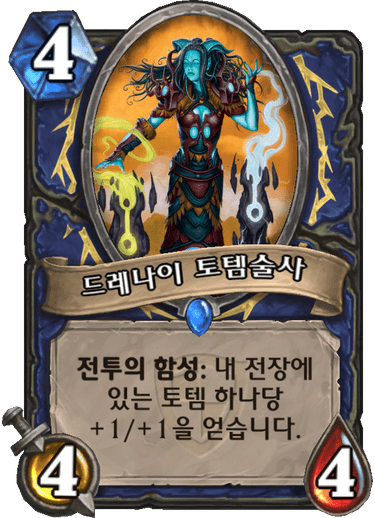 4
드레나이 토템술사
전투의 함성: 내 전장에
있는 토템 하나당
+1/+1을 얻습니다.
4
4